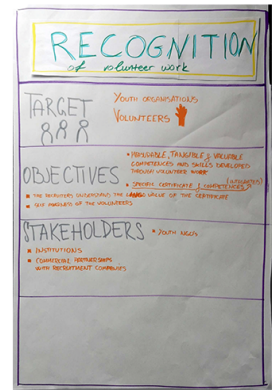 RECOGNITION
of volunteer work
TARGET
YOUTH ORGANISATIONS
VOLUNTEERS
OBJECTIVES
MEASURABLE, TANGIBLE, VALUABLE
COMPETENCES AND SKILLS DEVELOPED
THROUGH VOLUNTEER WORK
SPECIFIC CERTIFICATE / COMPETENCES
THE RECRUITERS UNDERSTAND THE VALUE OF THE CERTIFICATE
GIVE AWARENESS OF THE VOLUNTEERS
STAKEHOLDERS
YOUTH NGOs
INSTITUTIONS
COMMERCIAL PARTNERSHIPS
WITH RECRUITMENT COMPANIES